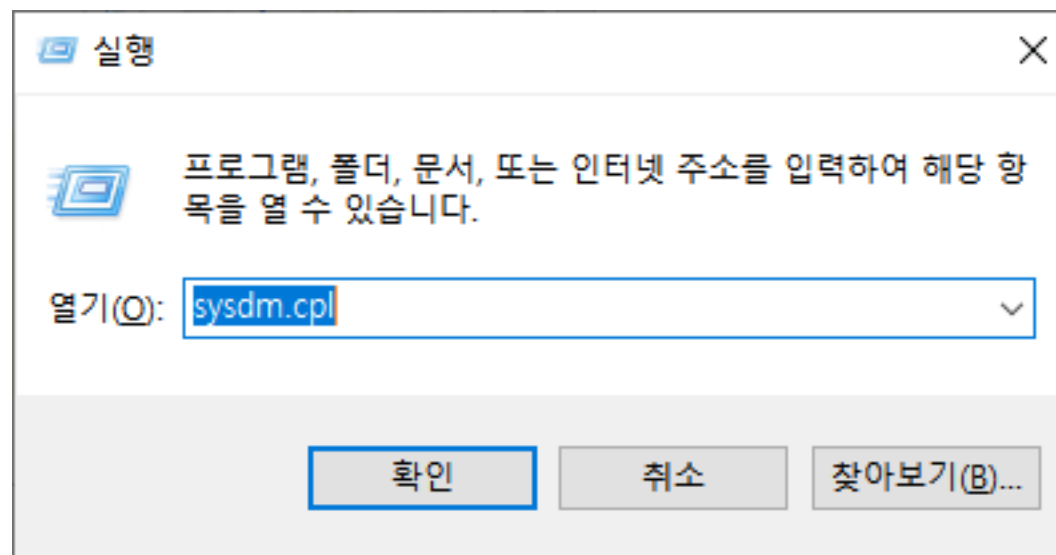 실행
프로그램, 폴더, 문서, 또는 인터넷 주소를 입력하여 해당 항
목을 열 수 있습니다.
열기(O): sysdm.cpl
확인 취소 찾아보기(B)...